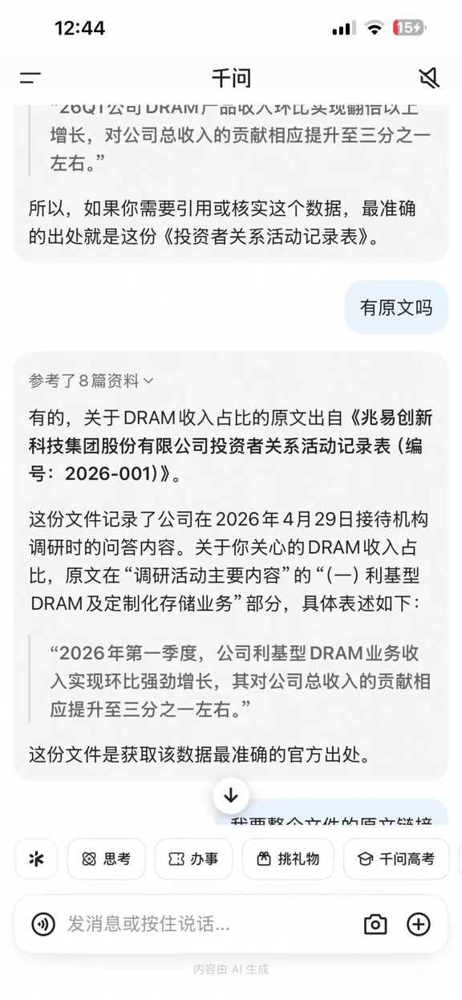 12:44
15
千问
“26Q1公司DRAM产品收入环比实现翻倍以上
增长，对公司总收入的贡献相应提升至三分之一
左右。”
所以，如果你需要引用或核实这个数据，最准确
的出处就是这份《投资者关系活动记录表》。
有原文吗
参考了8篇资料
有的，关于DRAM收入占比的原文出自《兆易创新
科技集团股份有限公司投资者关系活动记录表（编
号：2026-001）》。
这份文件记录了公司在2026年4月29日接待机构
调研时的问答内容。关于你关心的DRAM收入占
比，原文在“调研活动主要内容”的“（一）利基型
DRAM及定制化存储业务”部分，具体表述如下：
“2026年第一季度，公司利基型DRAM业务收
入实现环比强劲增长，其对公司总收入的贡献相
应提升至三分之一左右。”
这份文件是获取该数据最准确的官方出处。
我要整个文件的原文链接
思考
办事
挑礼物
千问高考
发消息或按住说话...
内容由 AI 生成